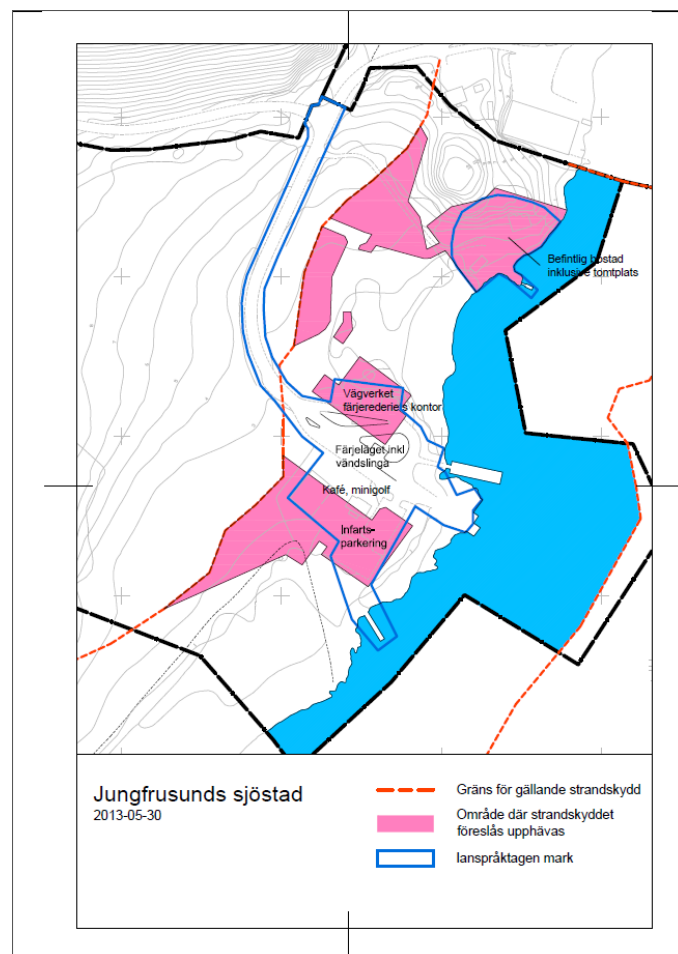 Befintlig bostad
inklusive tomtplats
Vägverket
färjerederiets kontor
Färjeläget inkl
vändslinga
Kafé, minigolf
Infarts-
parkering
Jungfrusunds sjöstad
2013-05-30
Gräns för gällande strandskydd
Område där strandskyddet
föreslås upphävas
Ianspråktagen mark